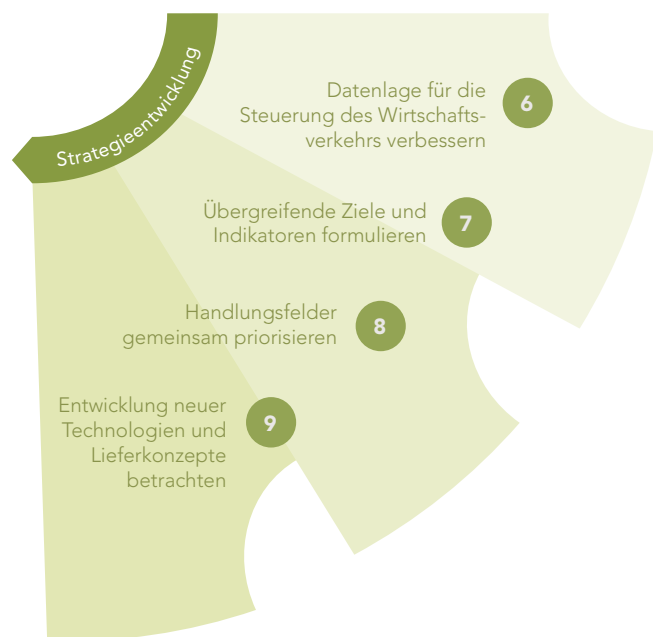 Strategieentwicklung
Datenlage für die
Steuerung des Wirtschafts-
verkehrs verbessern
6
Übergreifende Ziele und
Indikatoren formulieren
7
Handlungsfelder
gemeinsam priorisieren
8
Entwicklung neuer
Technologien und
Lieferkonzepte
betrachten
9